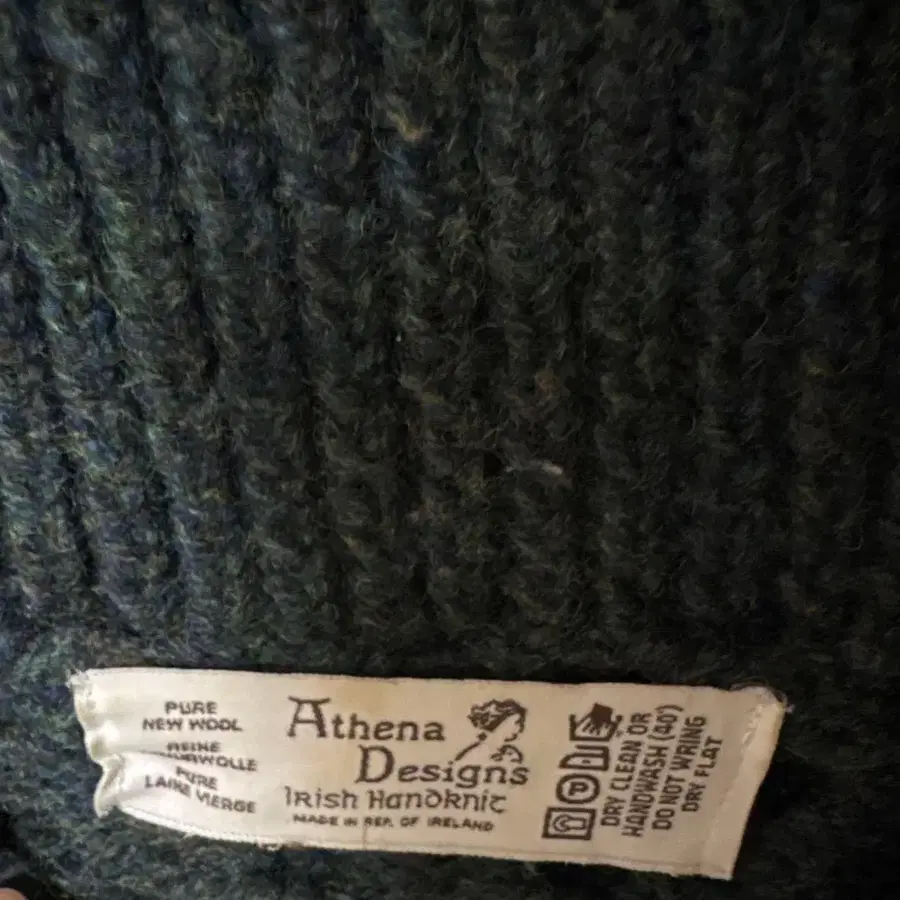 PURE
NEW WOOL
REINE
PURE
LAINE VIERGE
Athena
Designs
Irish Handknit
MADE IN REP. OF IRELAND
DRY CLEAN OR
HANDWASH (40°)
DO NOT WRING
DRY FLAT
P